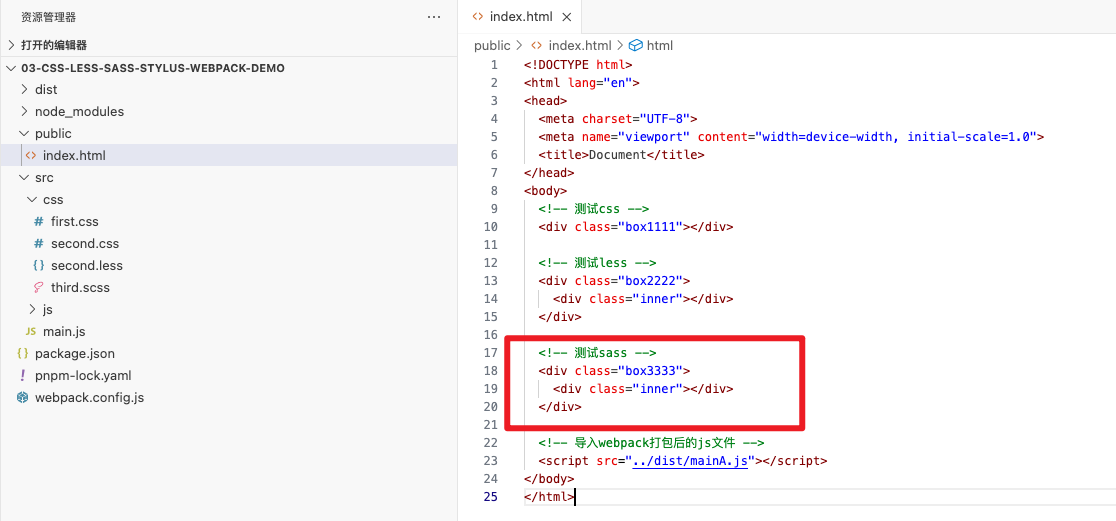 资源管理器
···
打开的编辑器
03-CSS-LESS-SASS-STYLUS-WEBPACK-DEMO
dist
node_modules
public
<> index.html
src
css
# first.css
# second.css
{} second.less
third.scss
js
JS main.js
{} package.json
! pnpm-lock.yaml
webpack.config.js
<> index.html ×
public > <> index.html > html
1 <!DOCTYPE html>
2 <html lang="en">
3 <head>
4 <meta charset="UTF-8">
5 <meta name="viewport" content="width=device-width, initial-scale=1.0">
6 <title>Document</title>
7 </head>
8 <body>
9 <!-- 测试css -->
10 <div class="box1111"></div>
11
12 <!-- 测试less -->
13 <div class="box2222">
14 <div class="inner"></div>
15 </div>
16
17 <!-- 测试sass -->
18 <div class="box3333">
19 <div class="inner"></div>
20 </div>
21
22 <!-- 导入webpack打包后的js文件 -->
23 <script src="../dist/mainA.js"></script>
24 </body>
25 </html>